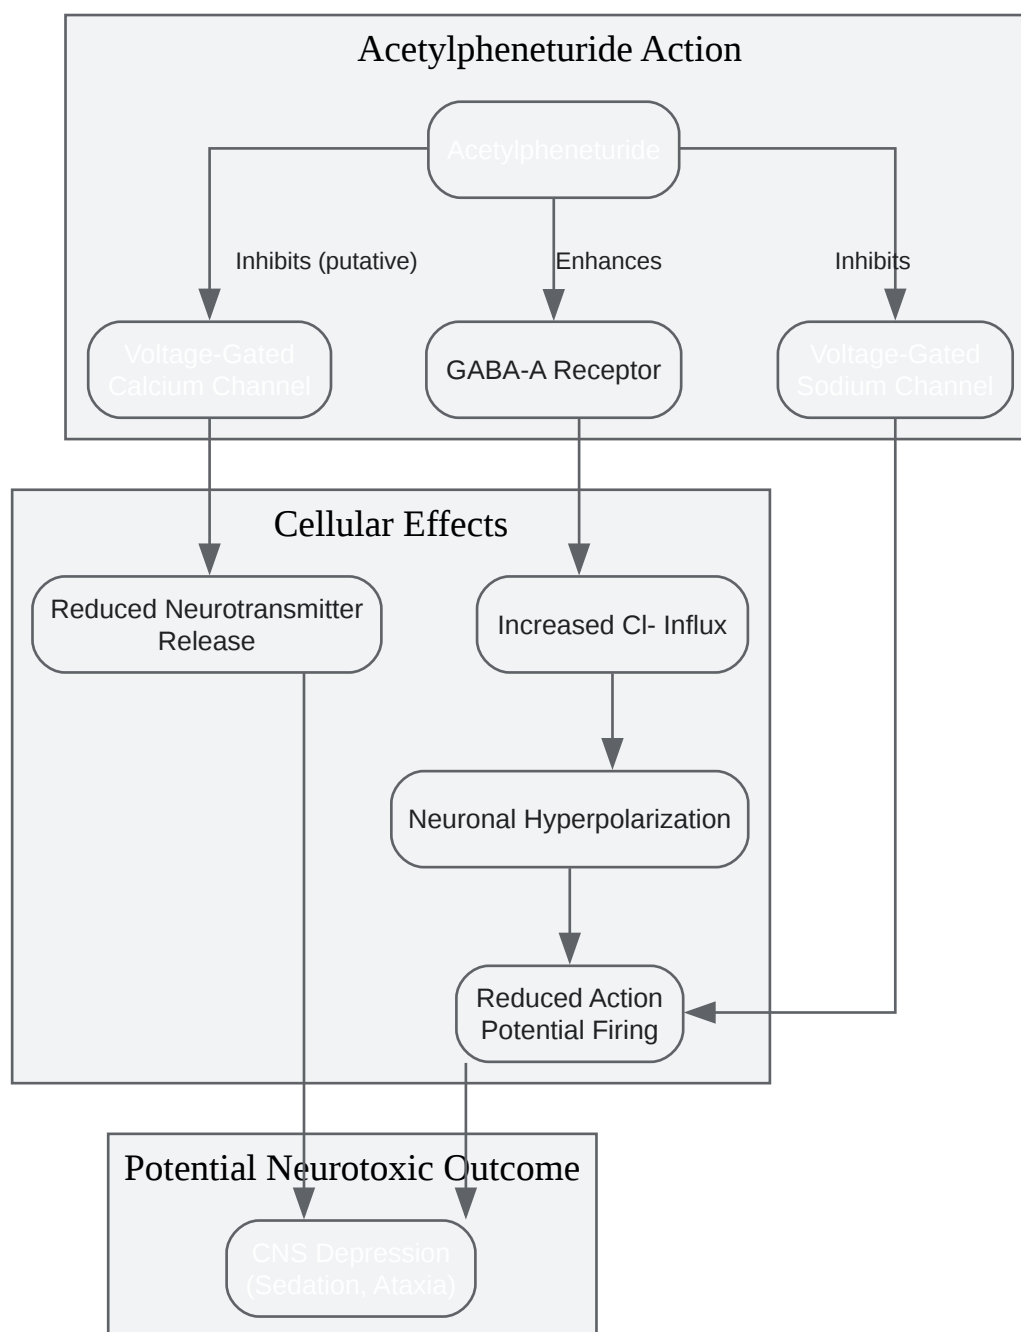 Acetylpheneturide Action
Acetylpheneturide
Inhibits (putative)
Enhances
Inhibits
Voltage-Gated
Calcium Channel
GABA-A Receptor
Voltage-Gated
Sodium Channel
Cellular Effects
Reduced Neurotransmitter
Release
Increased Cl- Influx
Neuronal Hyperpolarization
Reduced Action
Potential Firing
Potential Neurotoxic Outcome
CNS Depression
(Sedation, Ataxia)